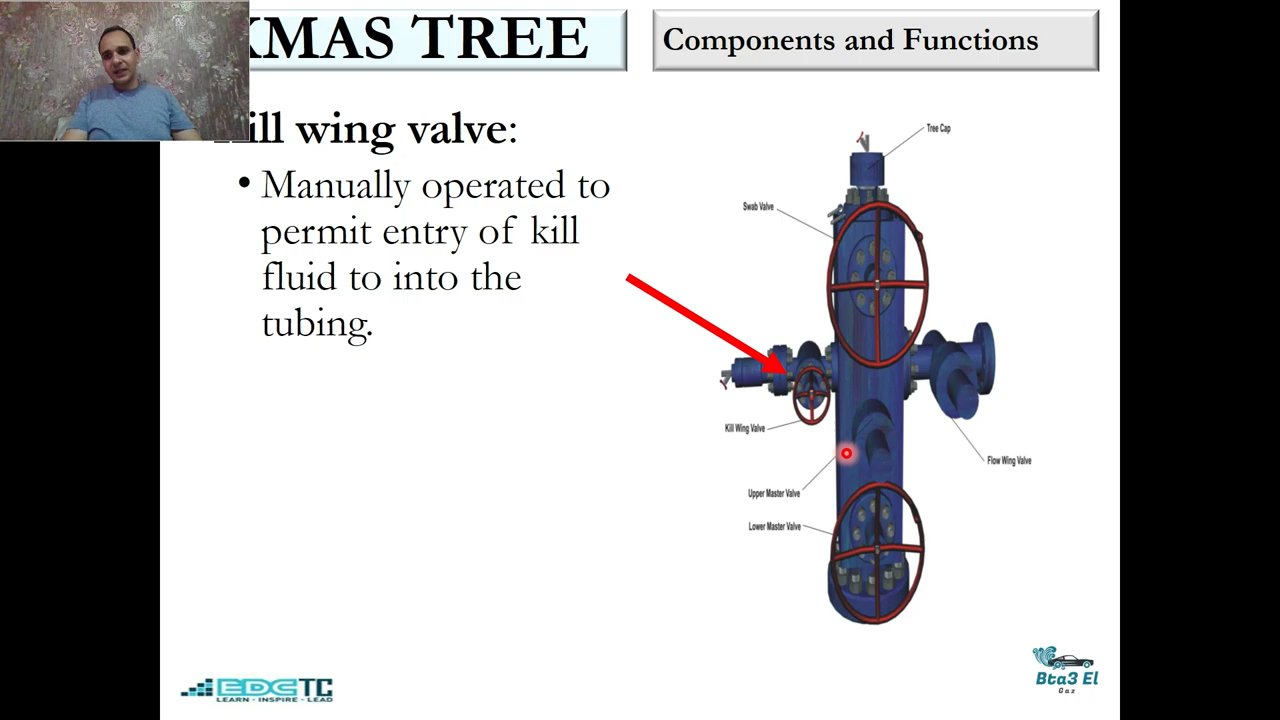 XMAS TREE
Components and Functions
ill wing valve:
• Manually operated to
permit entry of kill
fluid to into the
tubing.
Tree Cap
Swab Valve
Kill Wing Valve
Flow Wing Valve
Upper Master Valve
Lower Master Valve
EDCTC
LEARN - INSPIRE - LEAD
Bta3 El
Gaz